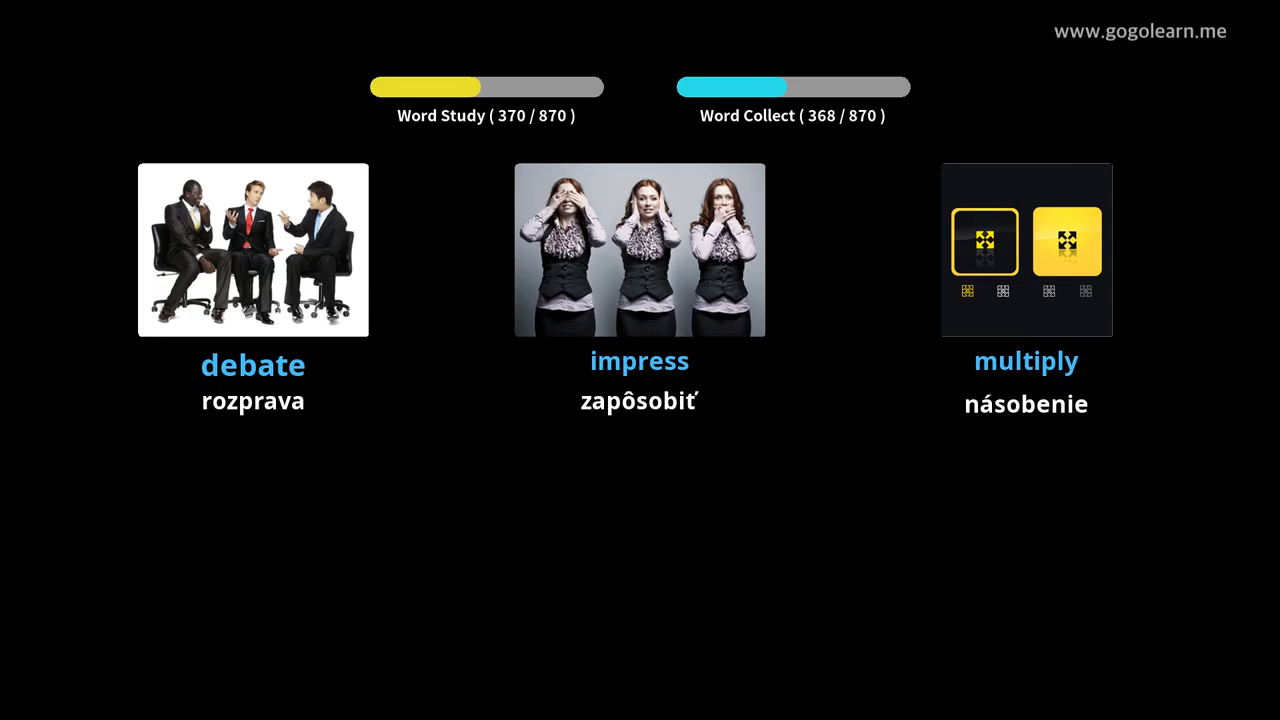 www.gogolearn.me
Word Study ( 370 / 870 )
Word Collect ( 368 / 870 )
debate
rozprava
impress
zapôsobiť
multiply
násobenie